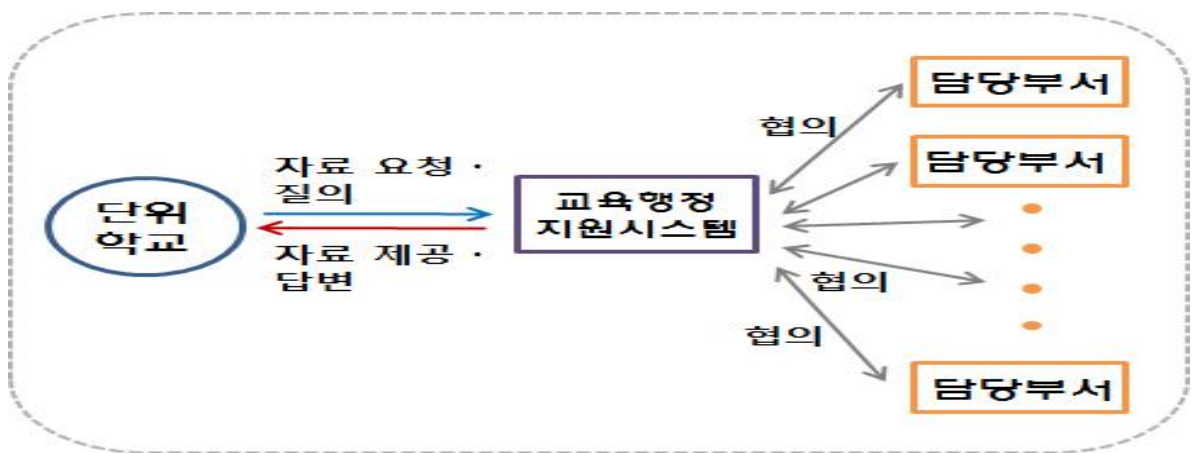 담당부서
협의
담당부서
자료 요청 ·
질의
단위
학교
교육행정
지원시스템
자료 제공 ·
답변
협의
협의
담당부서